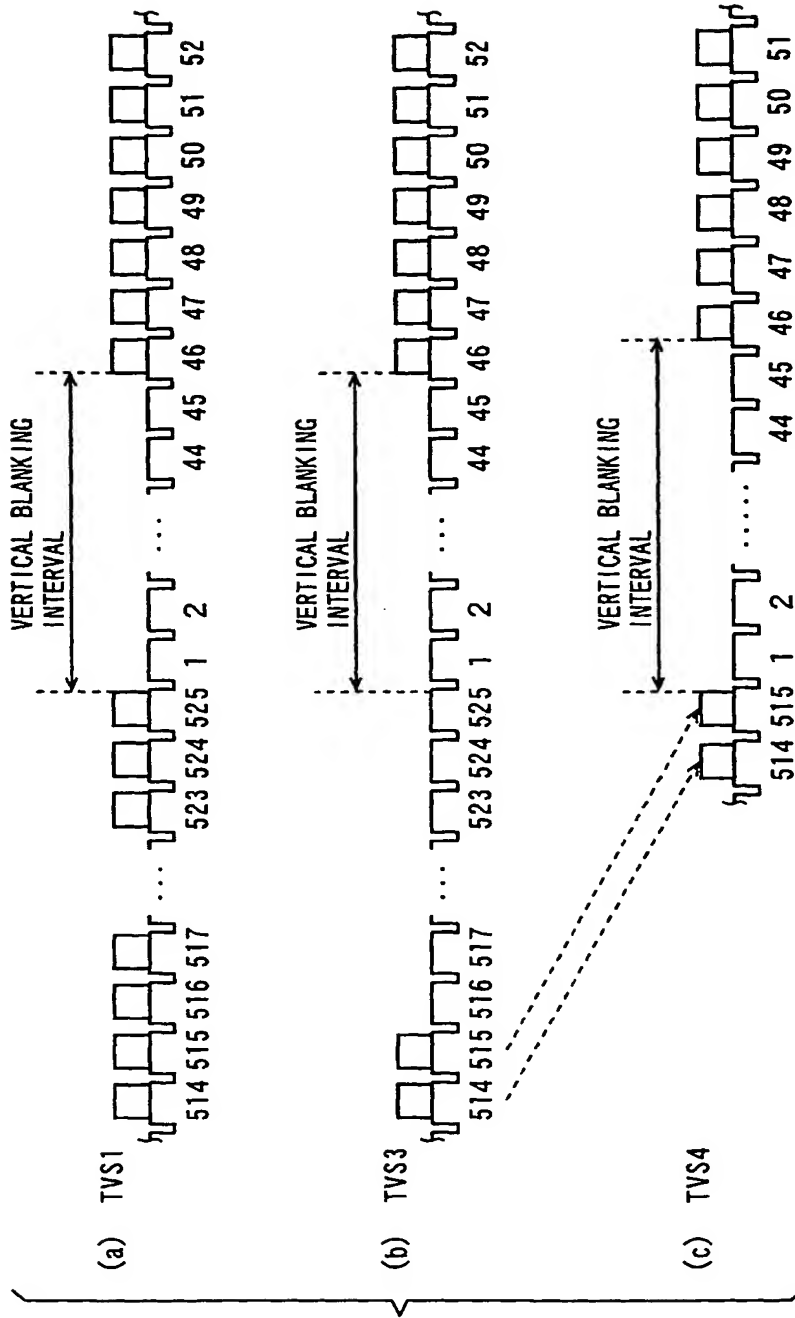 (a) TVS1
VERTICAL BLANKING
INTERVAL
514 515 516 517 .... 523 524 525 1 2 ... 44 45 46 47 48 49 50 51 52
(b) TVS3
VERTICAL BLANKING
INTERVAL
514 515 516 517 .... 523 524 525 1 2 ... 44 45 46 47 48 49 50 51 52
(c) TVS4
VERTICAL BLANKING
INTERVAL
514 515 1 2 ...... 44 45 46 47 48 49 50 51